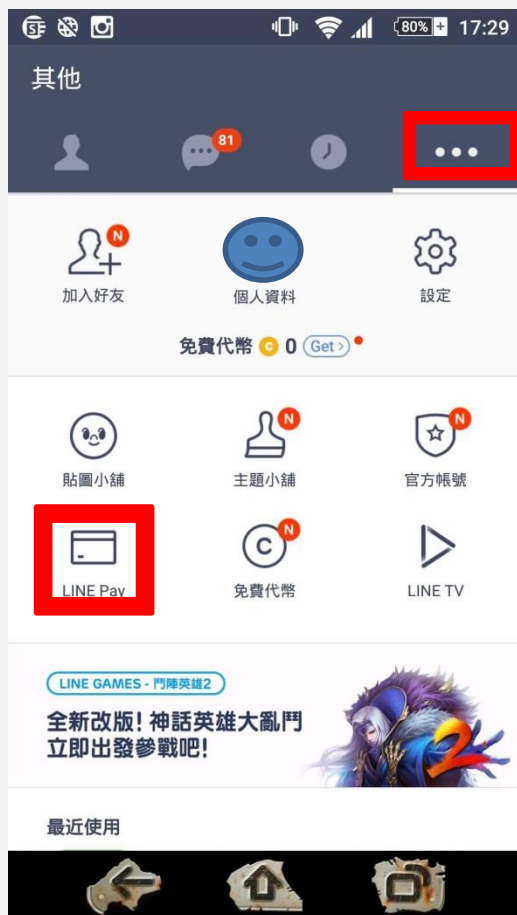 80% 17:29
其他
81
N
加入好友 個人資料 設定
免費代幣 C 0 Get >
N N
貼圖小舖 主題小舖 官方帳號
C N
LINE Pay 免費代幣 LINE TV
LINE GAMES - 鬥陣英雄2
全新改版! 神話英雄大亂鬥
立即出發參戰吧!
2
最近使用